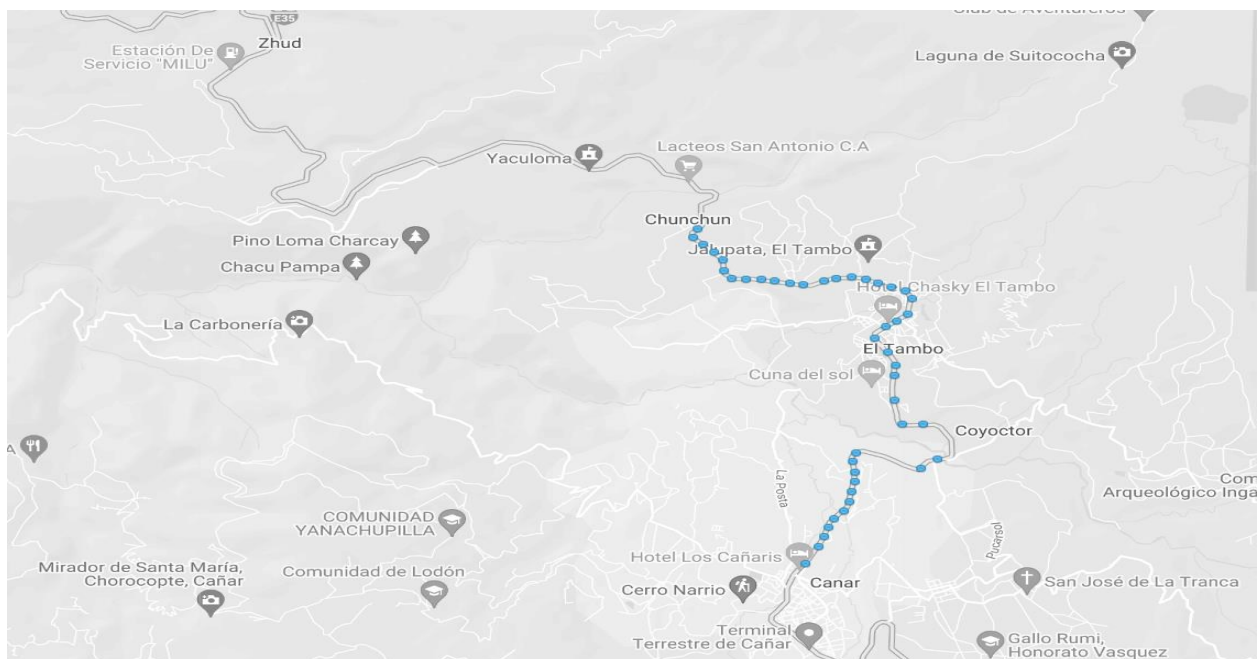 Club de Aventureros
E35
Zhud
Estación De
Servicio "MILU"
Laguna de Suitococha
Lacteos San Antonio C.A
Yaculoma
Chunchun
Pino Loma Charcay
Jalupata, El Tambo
Chacu Pampa
Hotel Chasky El Tambo
La Carbonería
El Tambo
Cuna del sol
Coyoctor
A
La Posta
Com
Arqueológico Inga
COMUNIDAD
YANACHUPILLA
Pucarsol
Hotel Los Cañaris
Mirador de Santa María,
Chorocopte, Cañar
Comunidad de Lodón
Cerro Narrio
Canar
San José de La Tranca
Terminal
Terrestre de Cañar
Gallo Rumi,
Honorato Vasquez